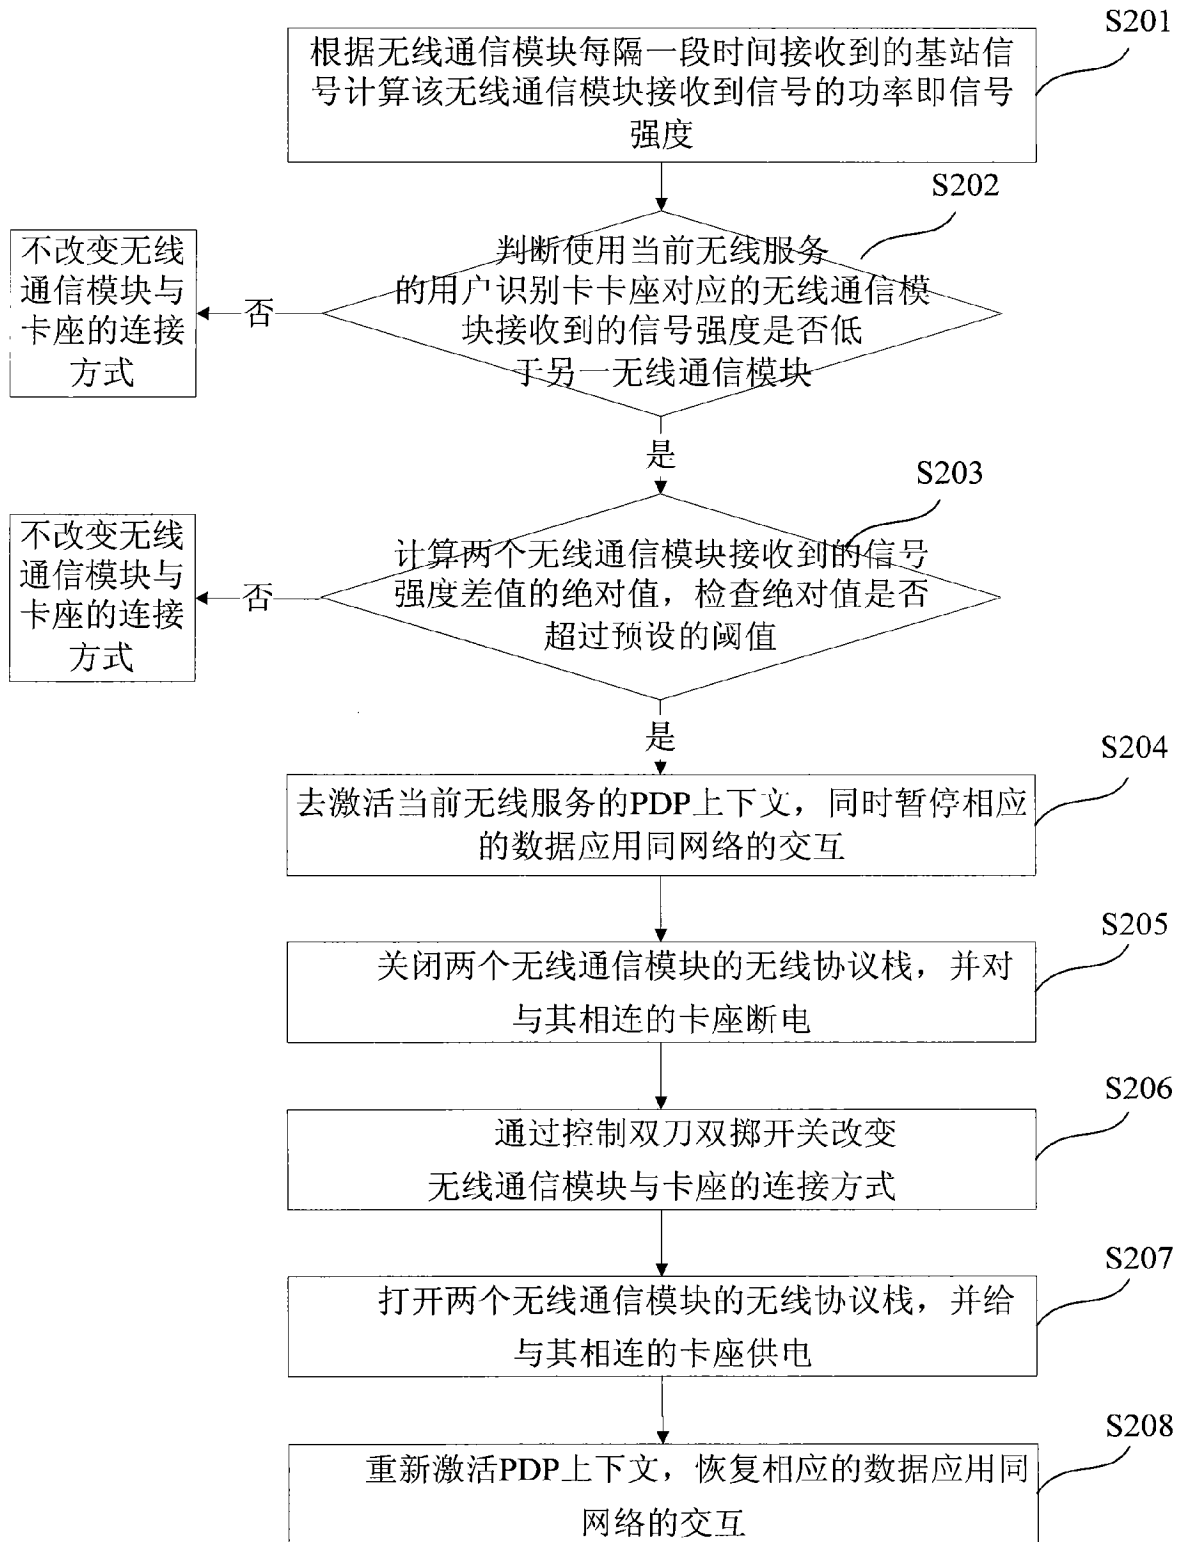 S201
根据无线通信模块每隔一段时间接收到的基站信
号计算该无线通信模块接收到信号的功率即信号
强度
S202
判断使用当前无线服务
的用户识别卡卡座对应的无线通信模
块接收到的信号强度是否低
于另一无线通信模块
否
不改变无线
通信模块与
卡座的连接
方式
是
S203
计算两个无线通信模块接收到的信号
强度差值的绝对值，检查绝对值是否
超过预设的阈值
否
不改变无线
通信模块与
卡座的连接
方式
是
S204
去激活当前无线服务的PDP上下文，同时暂停相应
的数据应用同网络的交互
S205
关闭两个无线通信模块的无线协议栈，并对
与其相连的卡座断电
S206
通过控制双刀双掷开关改变
无线通信模块与卡座的连接方式
S207
打开两个无线通信模块的无线协议栈，并给
与其相连的卡座供电
S208
重新激活PDP上下文，恢复相应的数据应用同
网络的交互